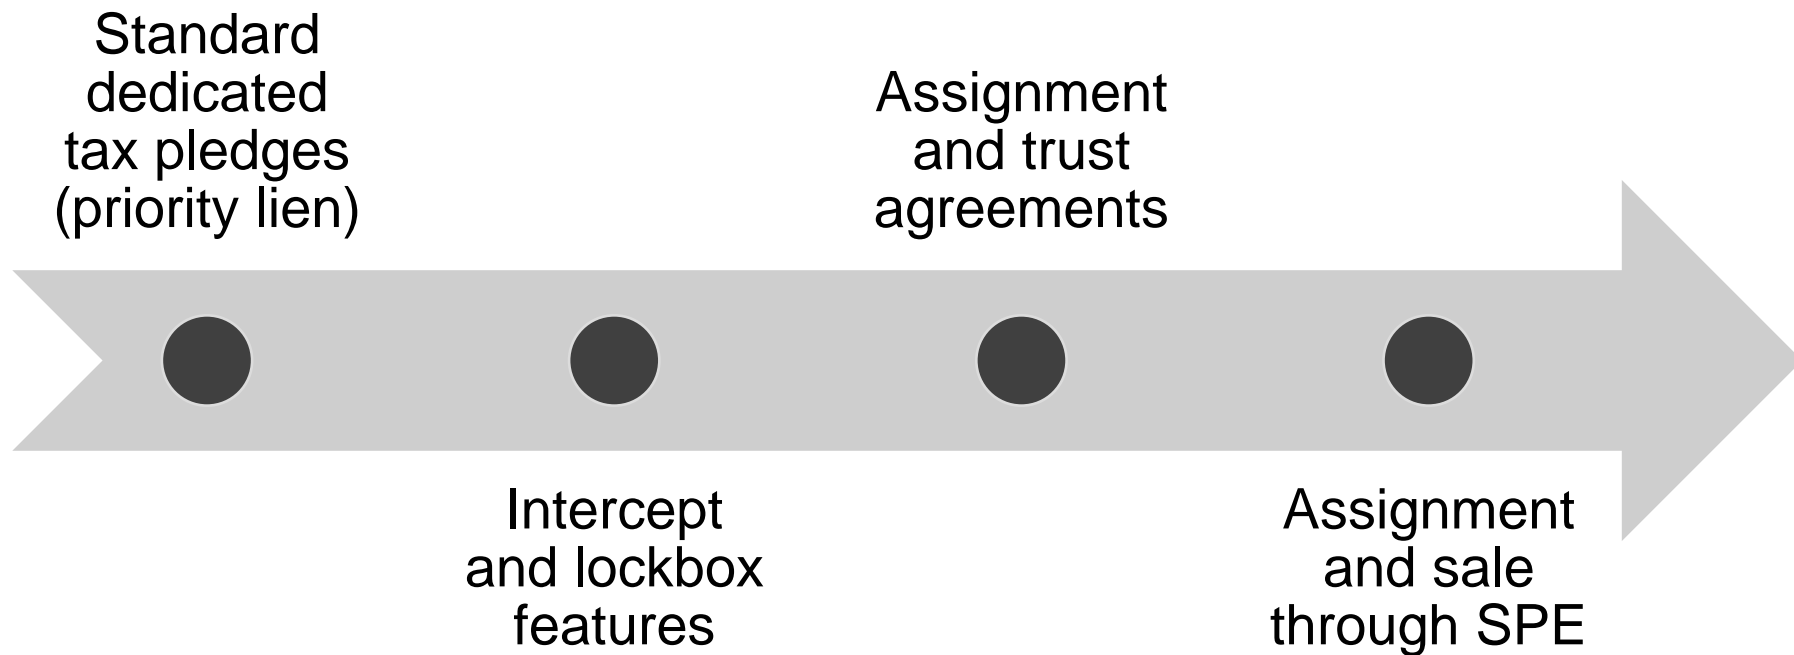 Standard
dedicated
tax pledges
(priority lien)
Intercept
and lockbox
features
Assignment
and trust
agreements
Assignment
and sale
through SPE